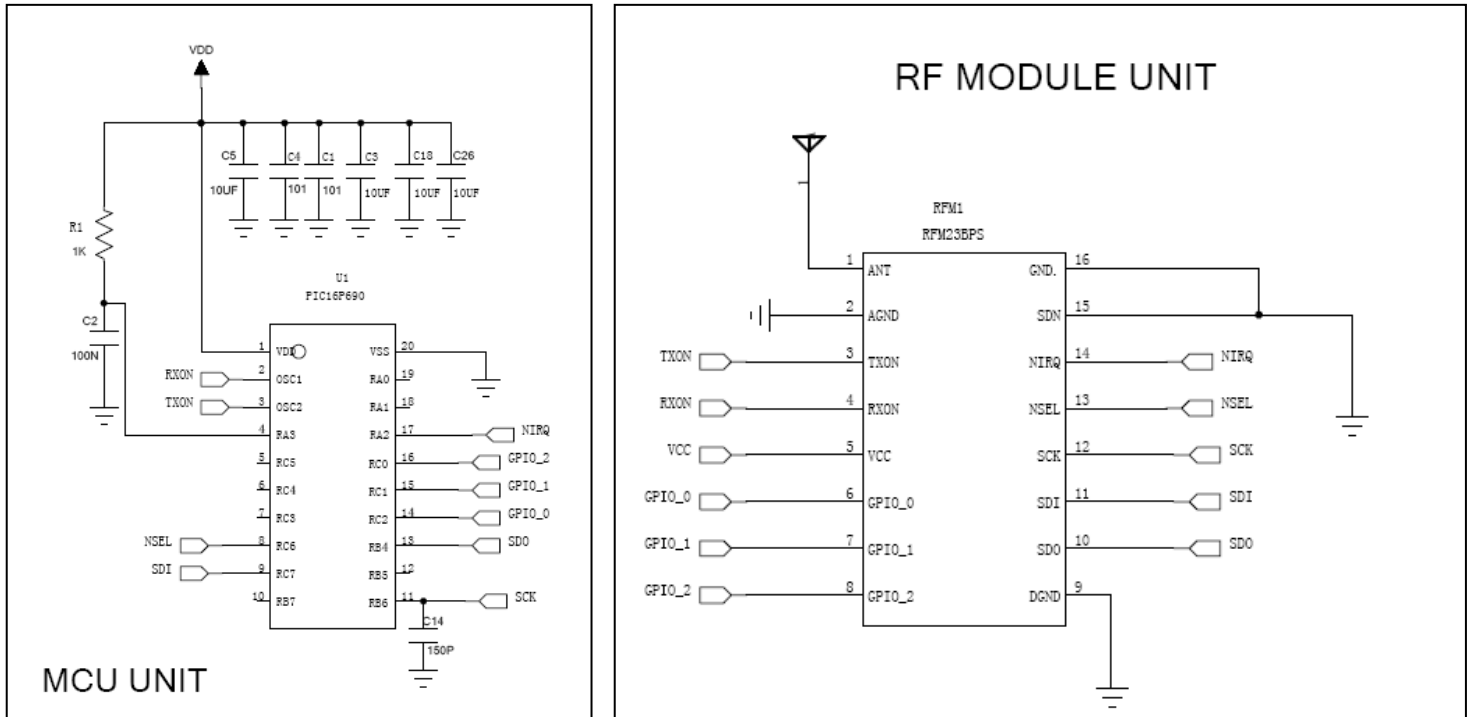 VDD
C5
C4
C1
C3
C18
C26
10UF
101
101
10UF
10UF
10UF
R1
1K
C2
100N
U1
PIC16P690
1 VDD VSS 20
RXON 2 OSC1 RA0 19
TXON 3 OSC2 RA1 18
4 RA3 RA2 17 NIRQ
5 RC5 RC0 16 GPIO_2
6 RC4 RC1 15 GPIO_1
7 RC3 RC2 14 GPIO_0
NSEL 8 RC6 RB4 13 SDO
SDI 9 RC7 RB5 12
10 RB7 RB6 11 SCK
C14
150P
MCU UNIT
RF MODULE UNIT
1
RFM1
RFM23BPS
1 ANT GND. 16
2 AGND SDN 15
TXON 3 TXON NIRQ 14 NIRQ
RXON 4 RXON NSEL 13 NSEL
VCC 5 VCC SCK 12 SCK
GPIO_0 6 GPIO_0 SDI 11 SDI
GPIO_1 7 GPIO_1 SDO 10 SDO
GPIO_2 8 GPIO_2 DGND 9